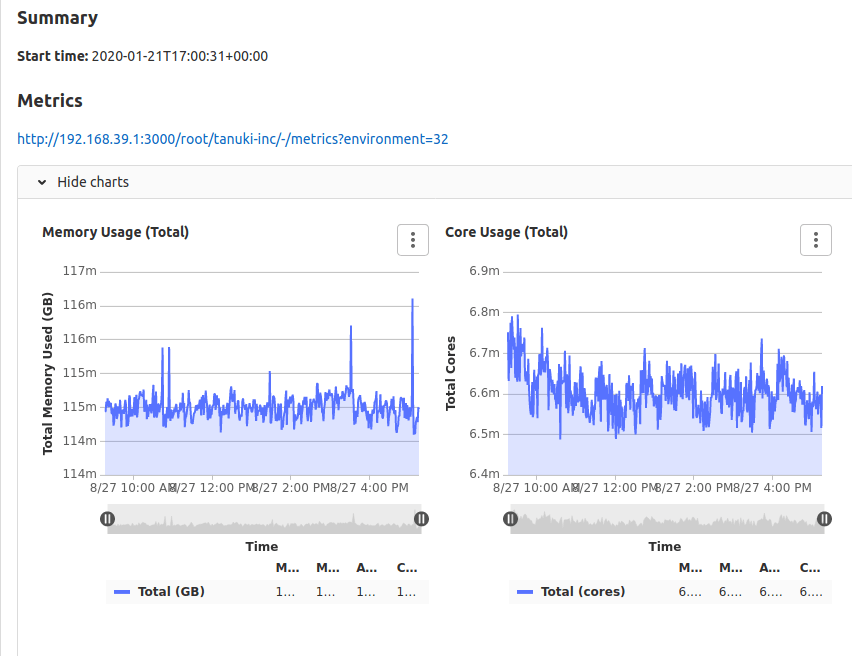 Summary
Start time: 2020-01-21T17:00:31+00:00
Metrics
http://192.168.39.1:3000/root/tanuki-inc/-/metrics?environment=32
Hide charts
Memory Usage (Total)
Total Memory Used (GB)
117m
116m
116m
115m
115m
114m
114m
8/27 10:00 AM 8/27 12:00 PM 8/27 2:00 PM 8/27 4:00 PM
Time
M... M... A... C...
Total (GB) 1... 1... 1... 1...
Core Usage (Total)
Total Cores
6.9m
6.8m
6.7m
6.6m
6.5m
6.4m
8/27 10:00 AM 8/27 12:00 PM 8/27 2:00 PM 8/27 4:00 PM
Time
M... M... A... C...
Total (cores) 6.... 6.... 6.... 6....